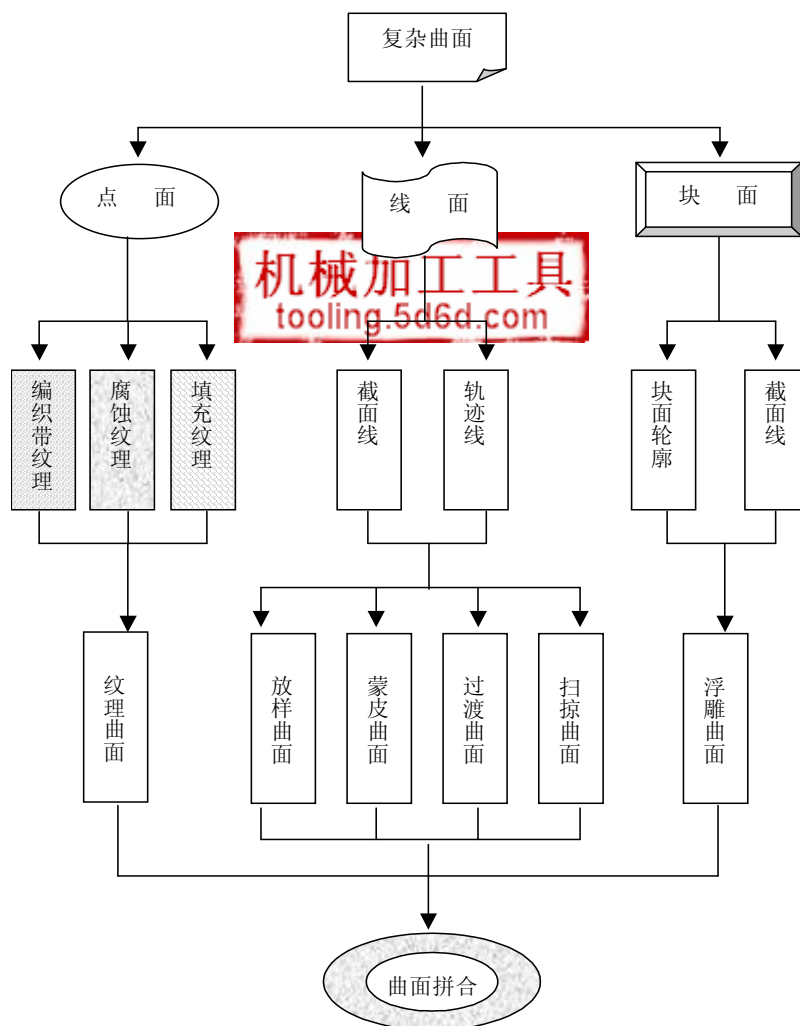 复杂曲面
点 面
线 面
块 面
机械加工工具
tooling.5d6d.com
编织带纹理
腐蚀纹理
填充纹理
截面线
轨迹线
块面轮廓
截面线
纹理曲面
放样曲面
蒙皮曲面
过渡曲面
扫掠曲面
浮雕曲面
曲面拼合